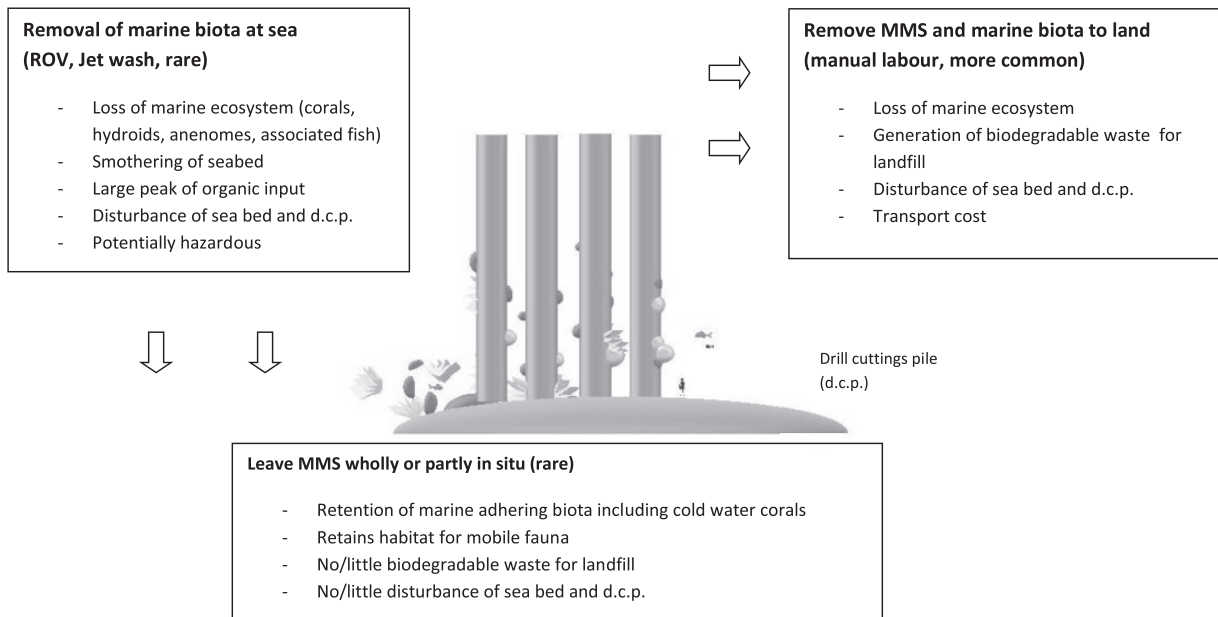 Removal of marine biota at sea
(ROV, Jet wash, rare)
- Loss of marine ecosystem (corals,
hydroids, anenomes, associated fish)
- Smothering of seabed
- Large peak of organic input
- Disturbance of sea bed and d.c.p.
- Potentially hazardous
Remove MMS and marine biota to land
(manual labour, more common)
- Loss of marine ecosystem
- Generation of biodegradable waste for
landfill
- Disturbance of sea bed and d.c.p.
- Transport cost
Drill cuttings pile
(d.c.p.)
Leave MMS wholly or partly in situ (rare)
- Retention of marine adhering biota including cold water corals
- Retains habitat for mobile fauna
- No/little biodegradable waste for landfill
- No/little disturbance of sea bed and d.c.p.